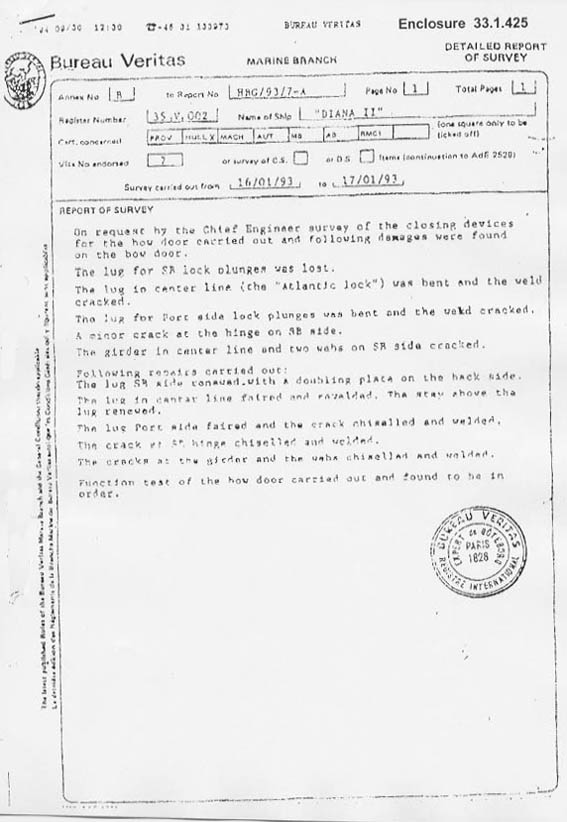 '94 09/30 12:30 ☎-46 31 133973 BUREAU VERITAS Enclosure 33.1.425
Bureau Veritas MARINE BRANCH DETAILED REPORT
OF SURVEY
Annex No B to Report No HBG/93/7-A Page No 1 Total Pages 1
Register Number 35.V.002 Name of Ship "DIANA II"
Cert. concerned PROV HULL X MACH AUT MB AB RMC1 (one square only to be
ticked off)
Visa No endorsed 7 or survey of C.S. or D.S. Items (continuation to AdE 2520)
Survey carried out from 16/01/93 to 17/01/93
REPORT OF SURVEY
On request by the Chief Engineer survey of the closing devices
for the bow door carried out and following damages were found
on the bow door.
The lug for SB lock plunges was lost.
The lug in center line (the "Atlantic lock") was bent and the weld
cracked.
The lug for Port side lock plunges was bent and the weld cracked.
A minor crack at the hinge on SB side.
The girder in center line and two webs on SB side cracked.
Following repairs carried out:
The lug SB side renewed with a doubling plate on the back side.
The lug in center line faired and rewelded. The stay above the
lug renewed.
The lug Port side faired and the crack chiselled and welded.
The crack at SB hinge chiselled and welded.
The cracks at the girder and the webs chiselled and welded.
Function test of the bow door carried out and found to be in
order.
BUREAU VERITAS
EXPERT de GÖTEBORG
PARIS
1828
REGISTRE INTERNATIONAL
The latest published Rules of the Bureau Veritas Marine Branch and the General Conditions therein are applicable